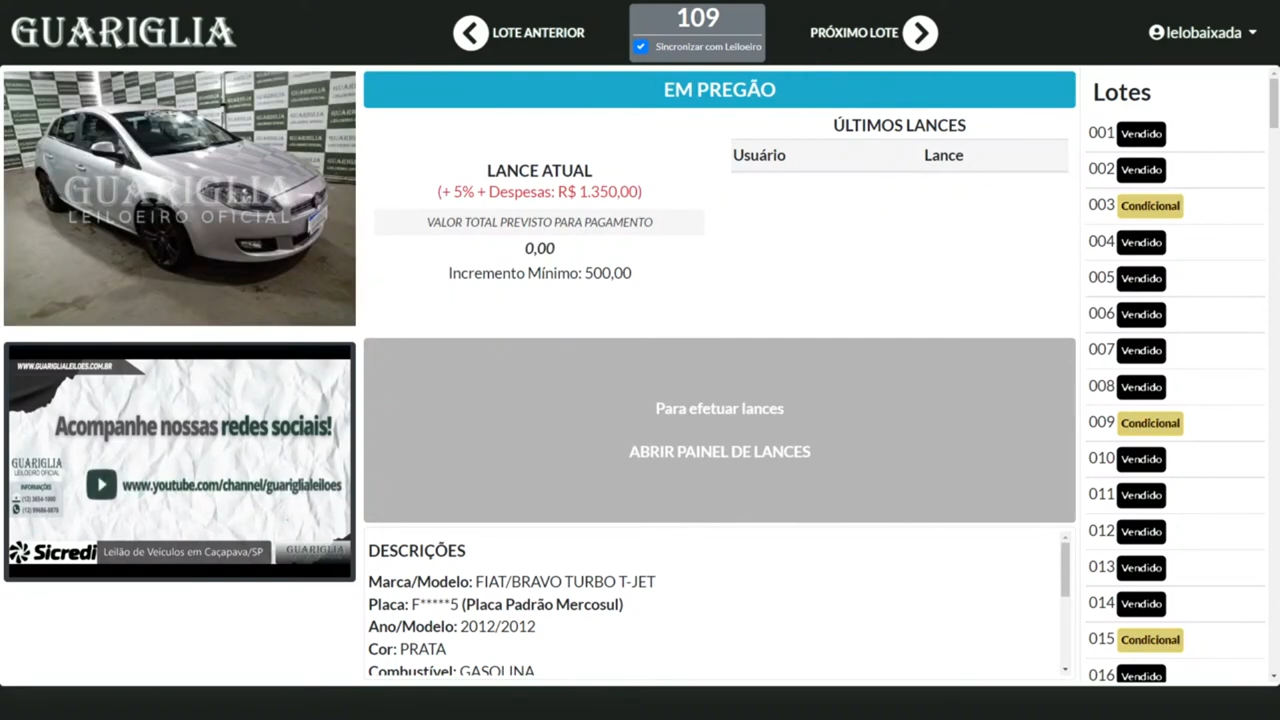 GUARIGLIA
LOTE ANTERIOR
109
Sincronizar com Leiloeiro
PRÓXIMO LOTE
lelobaixada
EM PREGÃO
GUARIGLIA
LEILOEIRO OFICIAL
LANCE ATUAL
(+ 5% + Despesas: R$ 1.350,00)
VALOR TOTAL PREVISTO PARA PAGAMENTO
0,00
Incremento Mínimo: 500,00
ÚLTIMOS LANCES
Usuário Lance
Para efetuar lances
ABRIR PAINEL DE LANCES
WWW.GUARIGLIALEILOES.COM.BR
Acompanhe nossas redes sociais!
GUARIGLIA
LEILOEIRO OFICIAL
INFORMAÇÕES
(12) 3654-1000
www.youtube.com/channel/guariglialeiloes
Sicredi
Leilão de Veículos em Caçapava/SP
GUARIGLIA
DESCRIÇÕES
Marca/Modelo: FIAT/BRAVO TURBO T-JET
Placa: F*****5 (Placa Padrão Mercosul)
Ano/Modelo: 2012/2012
Cor: PRATA
Combustível: GASOLINA
Lotes
001 Vendido
002 Vendido
003 Condicional
004 Vendido
005 Vendido
006 Vendido
007 Vendido
008 Vendido
009 Condicional
010 Vendido
011 Vendido
012 Vendido
013 Vendido
014 Vendido
015 Condicional
016 Vendido